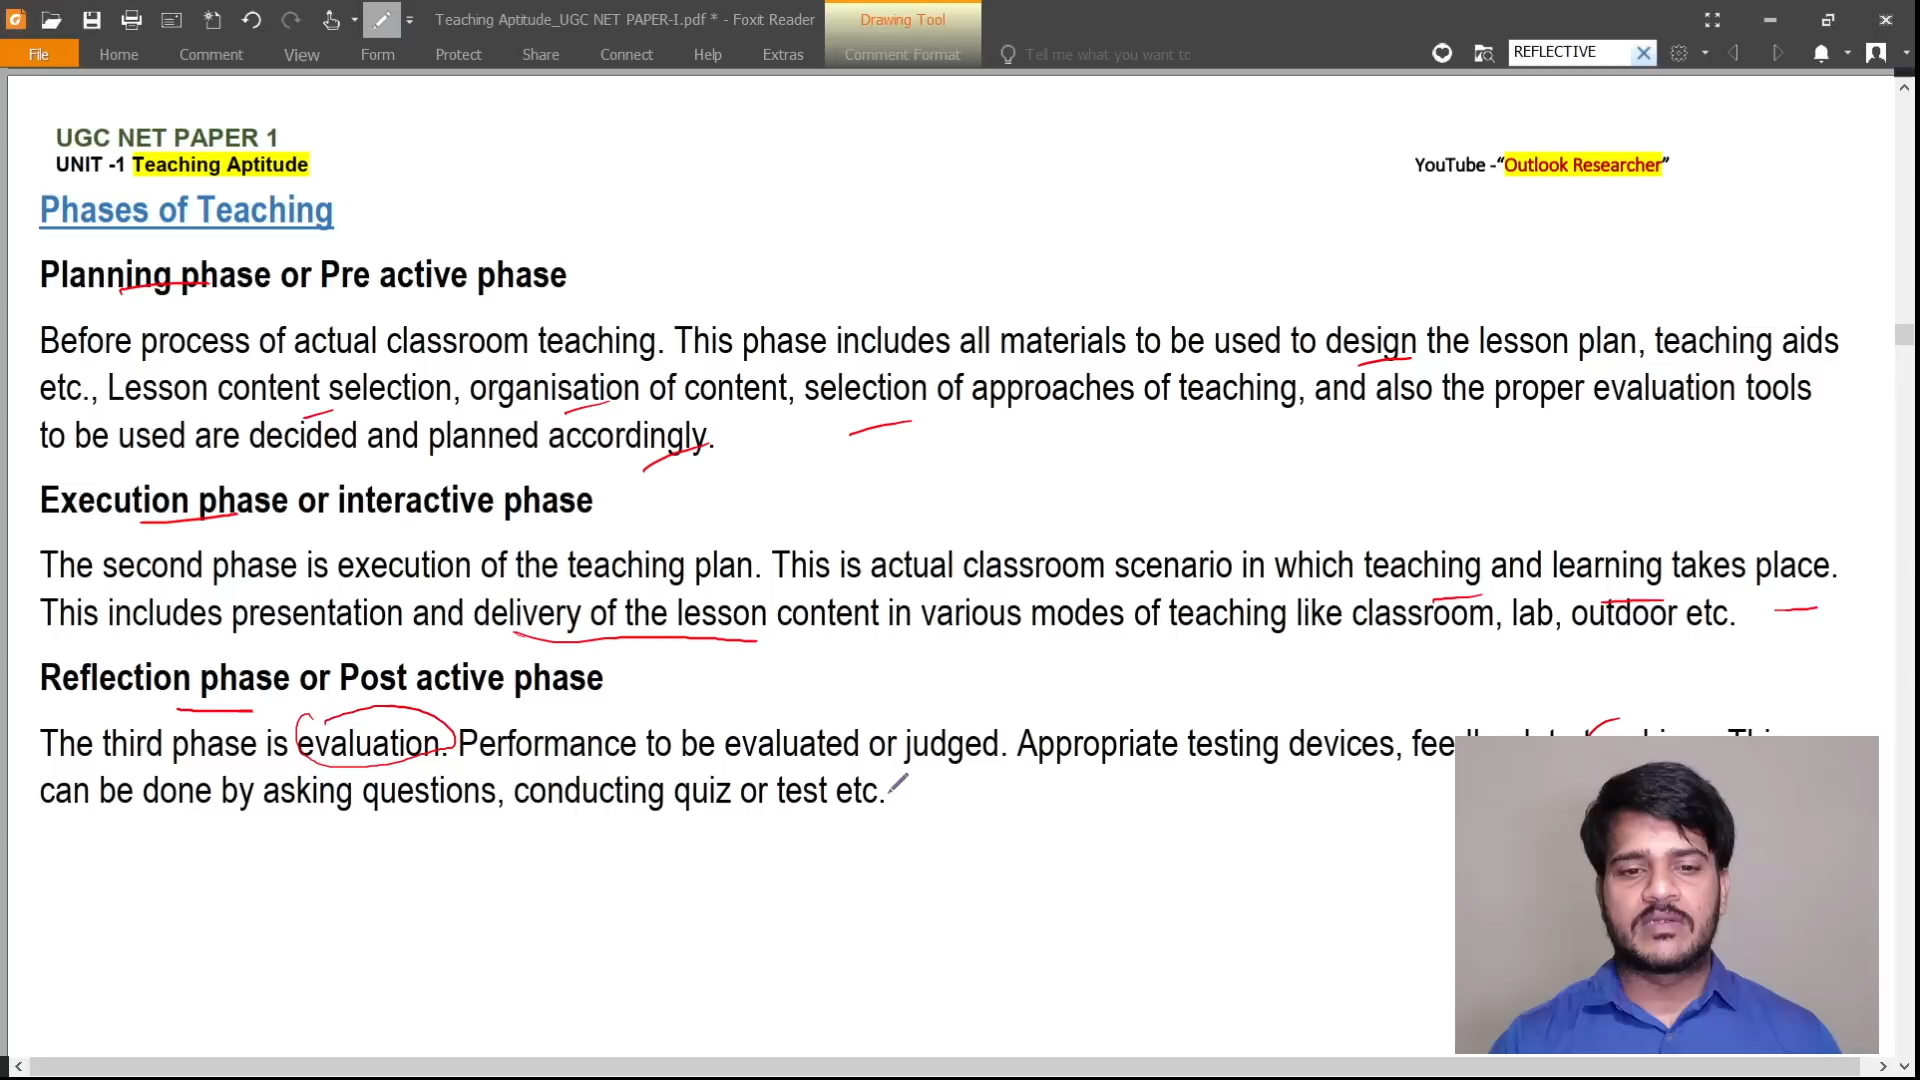 Teaching Aptitude_UGC NET PAPER-I.pdf * - Foxit Reader
Drawing Tool
File Home Comment View Form Protect Share Connect Help Extras Comment Format Tell me what you want to REFLECTIVE
UGC NET PAPER 1
UNIT -1 Teaching Aptitude
YouTube -“Outlook Researcher”
Phases of Teaching
Planning phase or Pre active phase
Before process of actual classroom teaching. This phase includes all materials to be used to design the lesson plan, teaching aids
etc., Lesson content selection, organisation of content, selection of approaches of teaching, and also the proper evaluation tools
to be used are decided and planned accordingly.
Execution phase or interactive phase
The second phase is execution of the teaching plan. This is actual classroom scenario in which teaching and learning takes place.
This includes presentation and delivery of the lesson content in various modes of teaching like classroom, lab, outdoor etc.
Reflection phase or Post active phase
The third phase is evaluation. Performance to be evaluated or judged. Appropriate testing devices,
can be done by asking questions, conducting quiz or test etc.